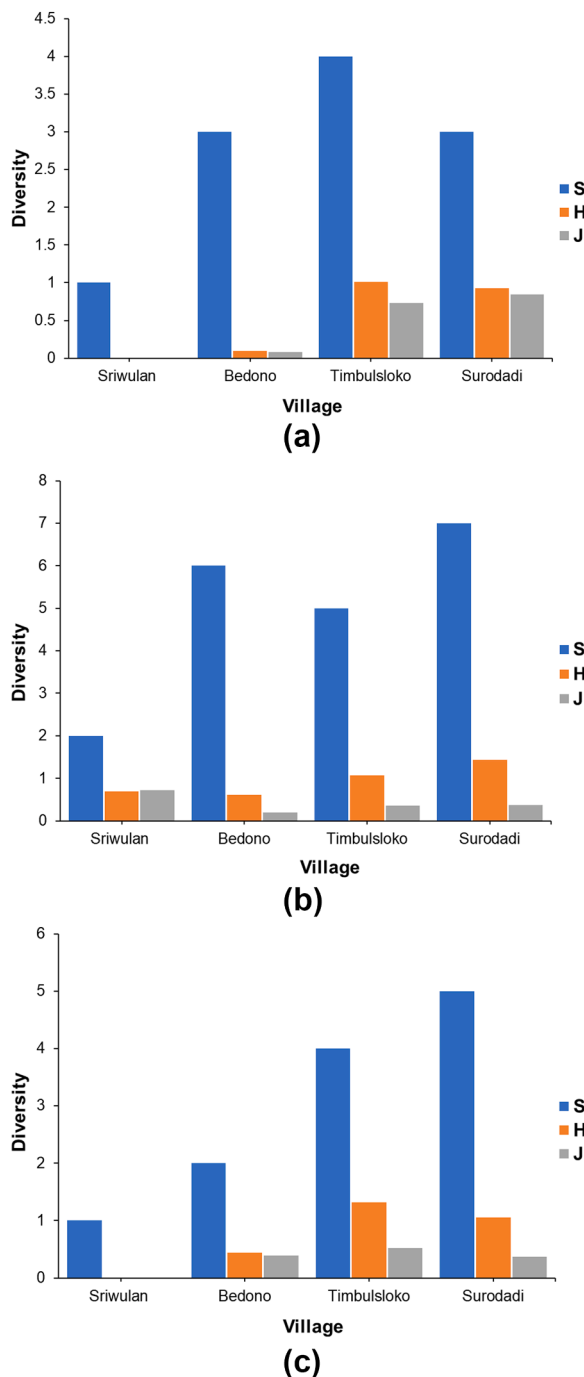 4.5
4
3.5
3
2.5
2
1.5
1
0.5
0
Diversity
Sriwulan Bedono Timbulsloko Surodadi
Village
S
H
J
(a)
8
7
6
5
4
3
2
1
0
Diversity
Sriwulan Bedono Timbulsloko Surodadi
Village
S
H
J
(b)
6
5
4
3
2
1
0
Diversity
Sriwulan Bedono Timbulsloko Surodadi
Village
S
H
J
(c)